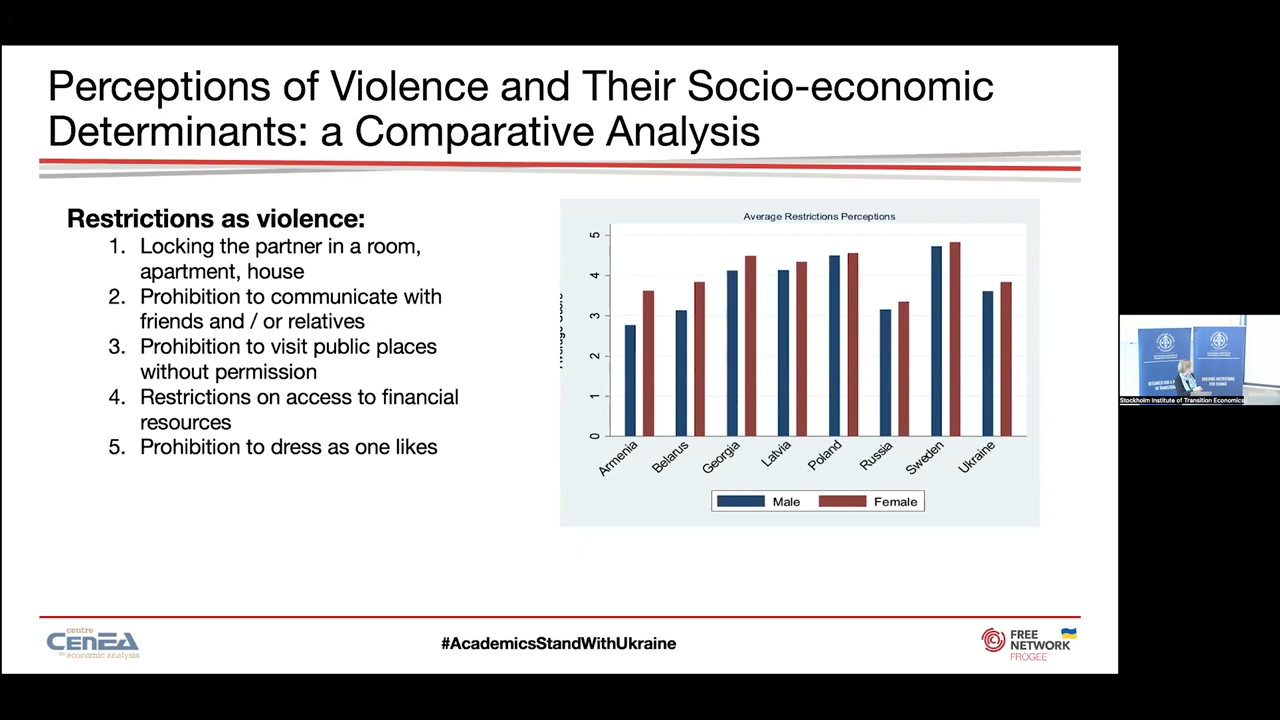 Perceptions of Violence and Their Socio-economic
Determinants: a Comparative Analysis
Restrictions as violence:
1. Locking the partner in a room,
apartment, house
2. Prohibition to communicate with
friends and / or relatives
3. Prohibition to visit public places
without permission
4. Restrictions on access to financial
resources
5. Prohibition to dress as one likes
Average Restrictions Perceptions
5
4
3
2
1
0
Armenia
Belarus
Georgia
Latvia
Poland
Russia
Sweden
Ukraine
Male
Female
centre
CENEA
economic analysis
#AcademicsStandWithUkraine
FREE
NETWORK
FROGEE
Stockholm Institute of Transition Economics